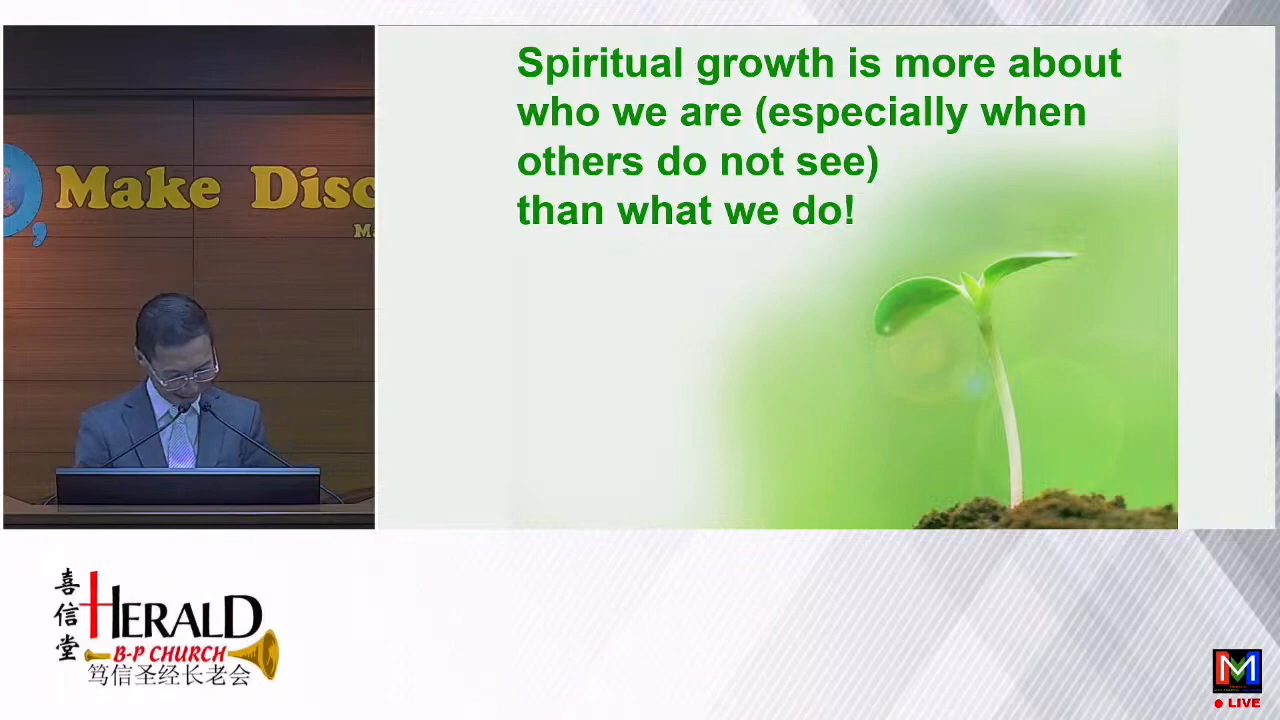 Spiritual growth is more about
who we are (especially when
others do not see)
than what we do!
Make Disc
Ma
喜信堂
HERALD
B-P CHURCH
笃信圣经长老会
LIVE